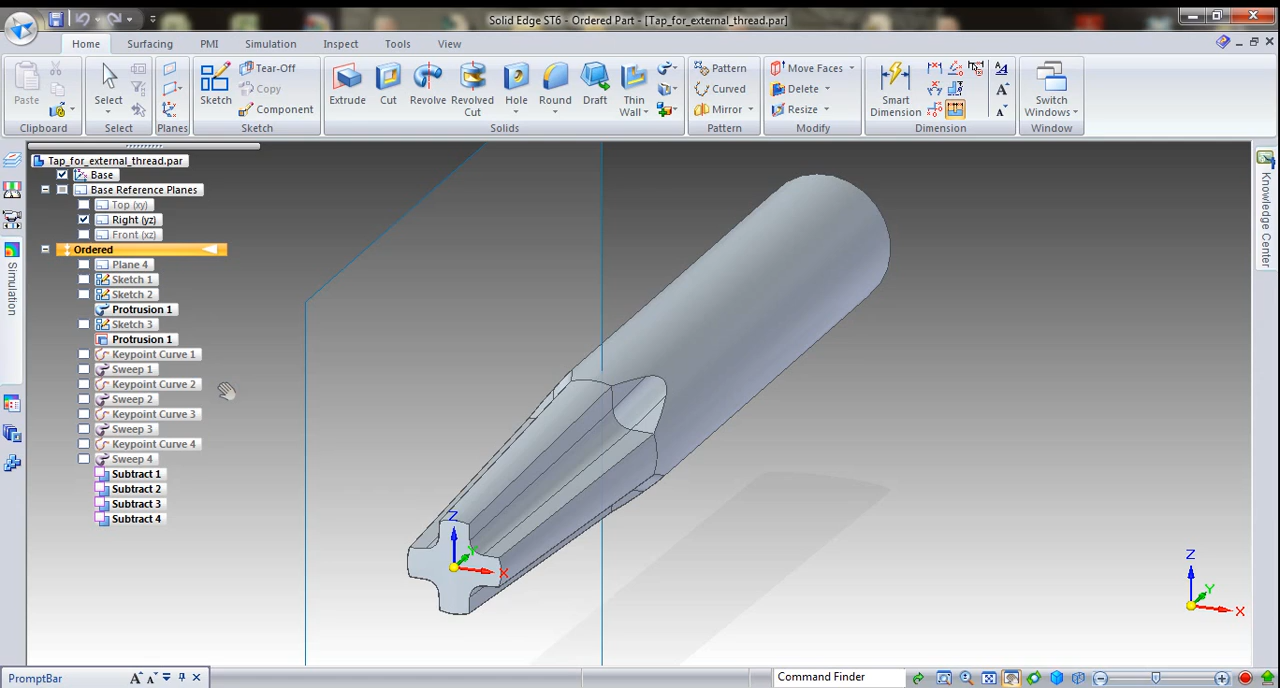 Solid Edge ST6 - Ordered Part - [Tap_for_external_thread.par]
Home Surfacing PMI Simulation Inspect Tools View
Paste
Clipboard
Select
Select
Planes
Sketch
Tear-Off
Copy
Component
Sketch
Extrude Cut Revolve Revolved Cut Hole Round Draft Thin Wall
Solids
Pattern
Curved
Mirror
Pattern
Move Faces
Delete
Resize
Modify
Smart Dimension
Dimension
Switch Windows
Window
Tap_for_external_thread.par
Base
Base Reference Planes
Top (xy)
Right (yz)
Front (xz)
Ordered
Plane 4
Sketch 1
Sketch 2
Protrusion 1
Sketch 3
Protrusion 1
Keypoint Curve 1
Sweep 1
Keypoint Curve 2
Sweep 2
Keypoint Curve 3
Sweep 3
Keypoint Curve 4
Sweep 4
Subtract 1
Subtract 2
Subtract 3
Subtract 4
Simulation
Knowledge Center
Z
Y
X
Z
Y
X
PromptBar
Command Finder